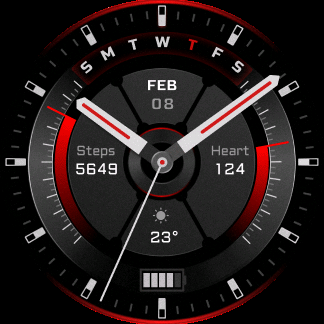 S M T W T F S
FEB
08
Steps
5649
Heart
124
23°